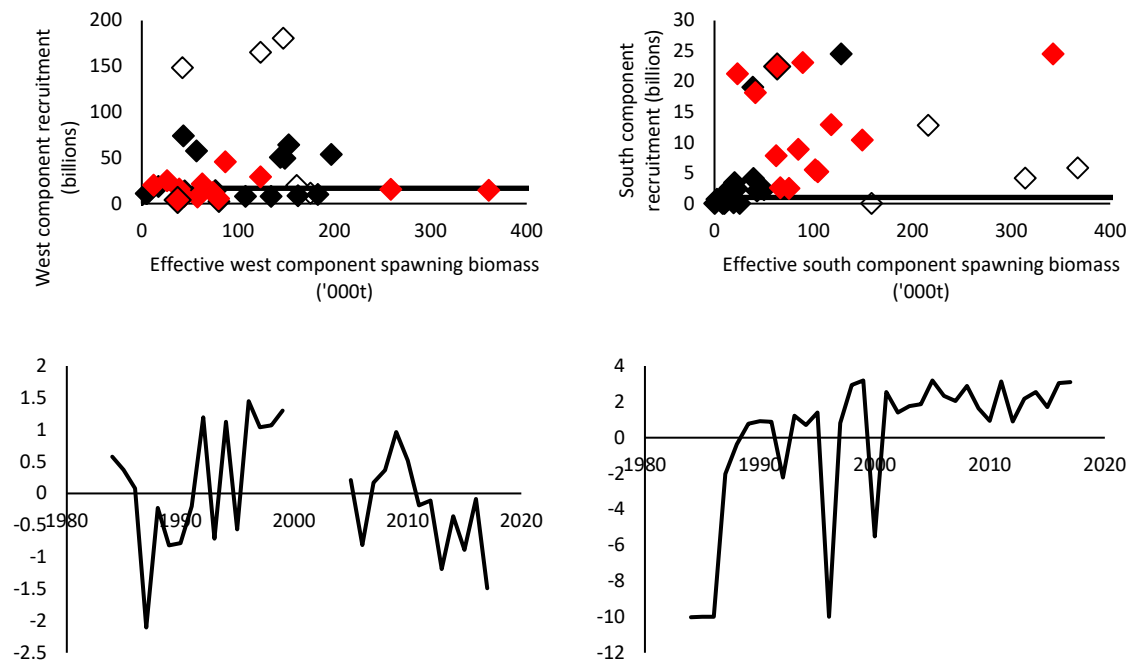 West component recruitment
(billions)
200
150
100
50
0
0 100 200 300 400
Effective west component spawning biomass
('000t)
South component
recruitment (billions)
30
25
20
15
10
5
0
0 100 200 300 400
Effective south component spawning biomass
('000t)
2
1.5
1
0.5
0
-0.5
-1
-1.5
-2
-2.5
1980 1990 2000 2010 2020
4
2
0
-2
-4
-6
-8
-10
-12
1980 1990 2000 2010 2020